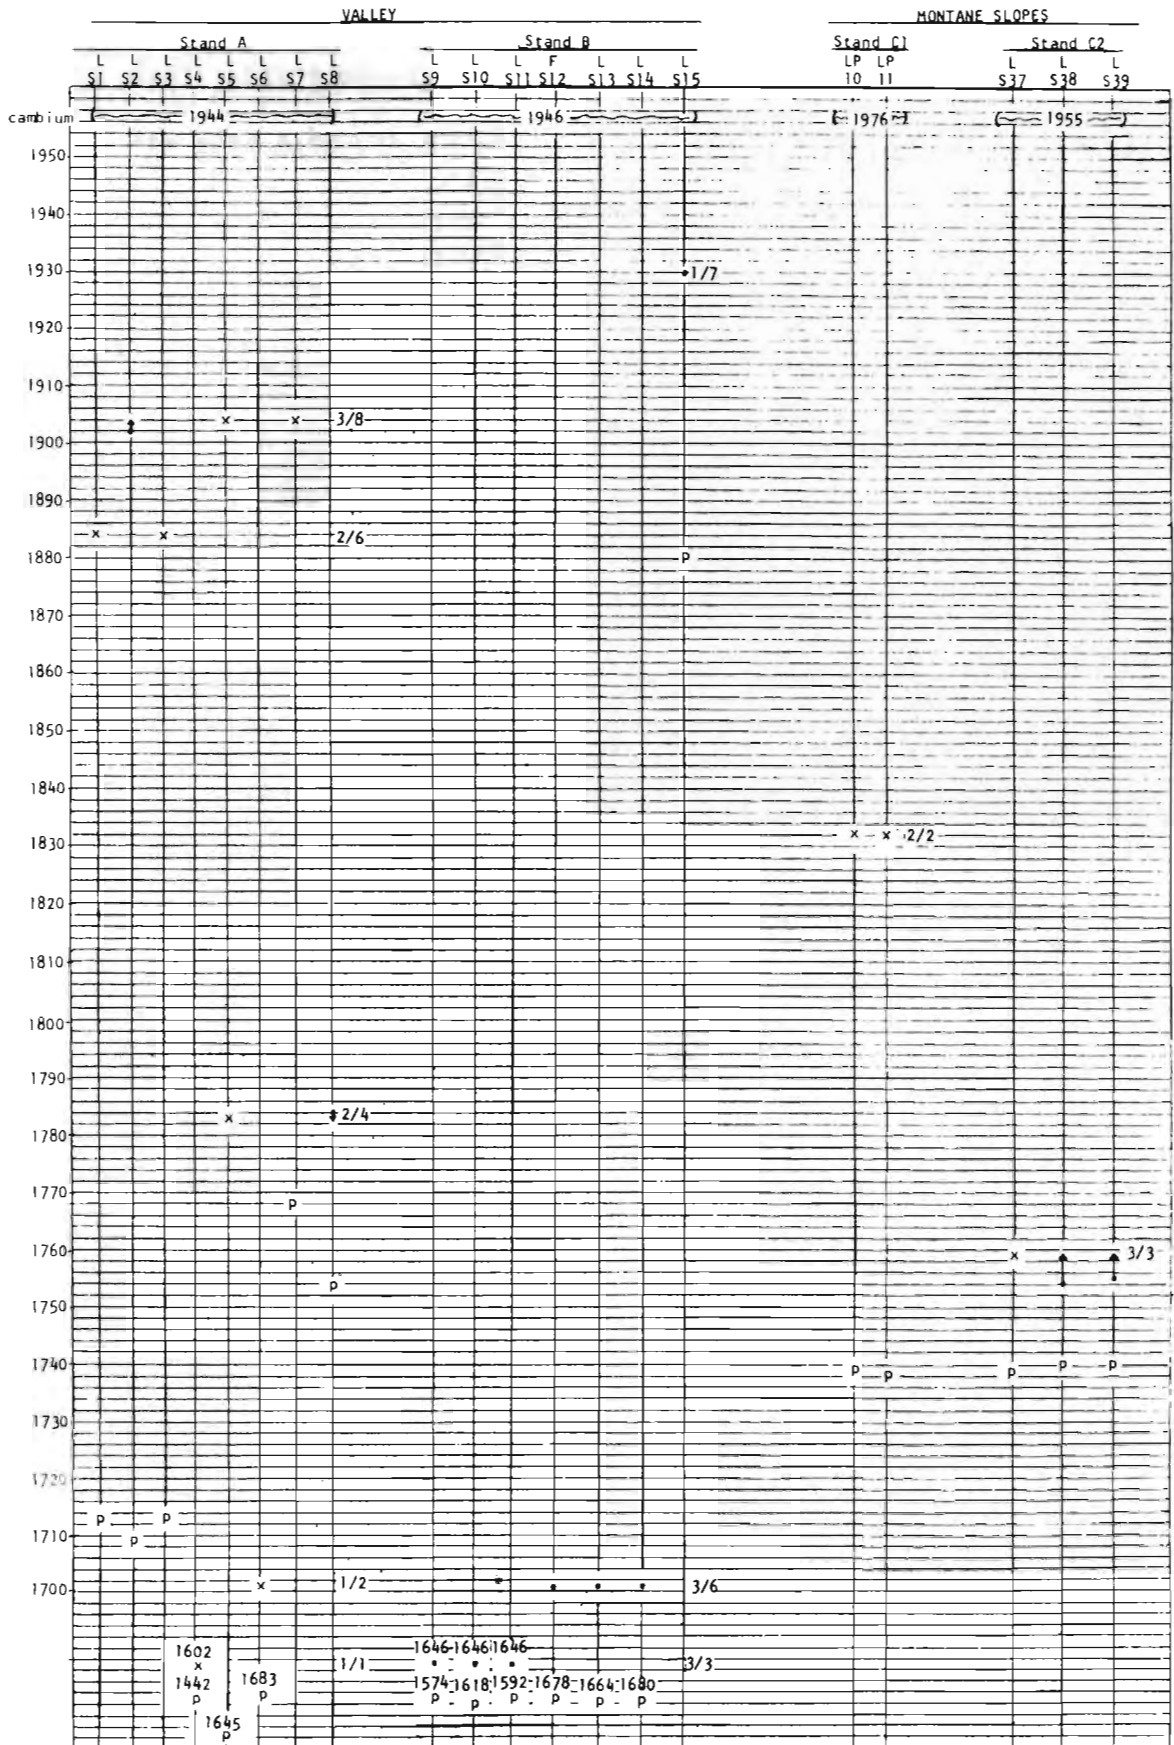 VALLEY MONTANE SLOPES
Stand A Stand B Stand C1 Stand C2
L L L L L L L L L L L F L L L LP LP L L L
S1 S2 S3 S4 S5 S6 S7 S8 S9 S10 S11 S12 S13 S14 S15 10 11 S37 S38 S39
cambium 1944 1946 1976 1955
1950
1940
1930 1/7
1920
1910
x x 3/8
1900
1890
x x 2/6
1880 p
1870
1860
1850
1840
x x 2/2
1830
1820
1810
1800
1790
x 2/4
1780
1770 p
1760 x 3/3
p
1750
1740 p p p p p
1730
1720
p p p
1710
1700 x 1/2 3/6
1602 1646 1646 1646
x 1/1 3/3
1442 1683 1574 1618 1592 1678 1664 1680
p p p p p p p p
1645
p